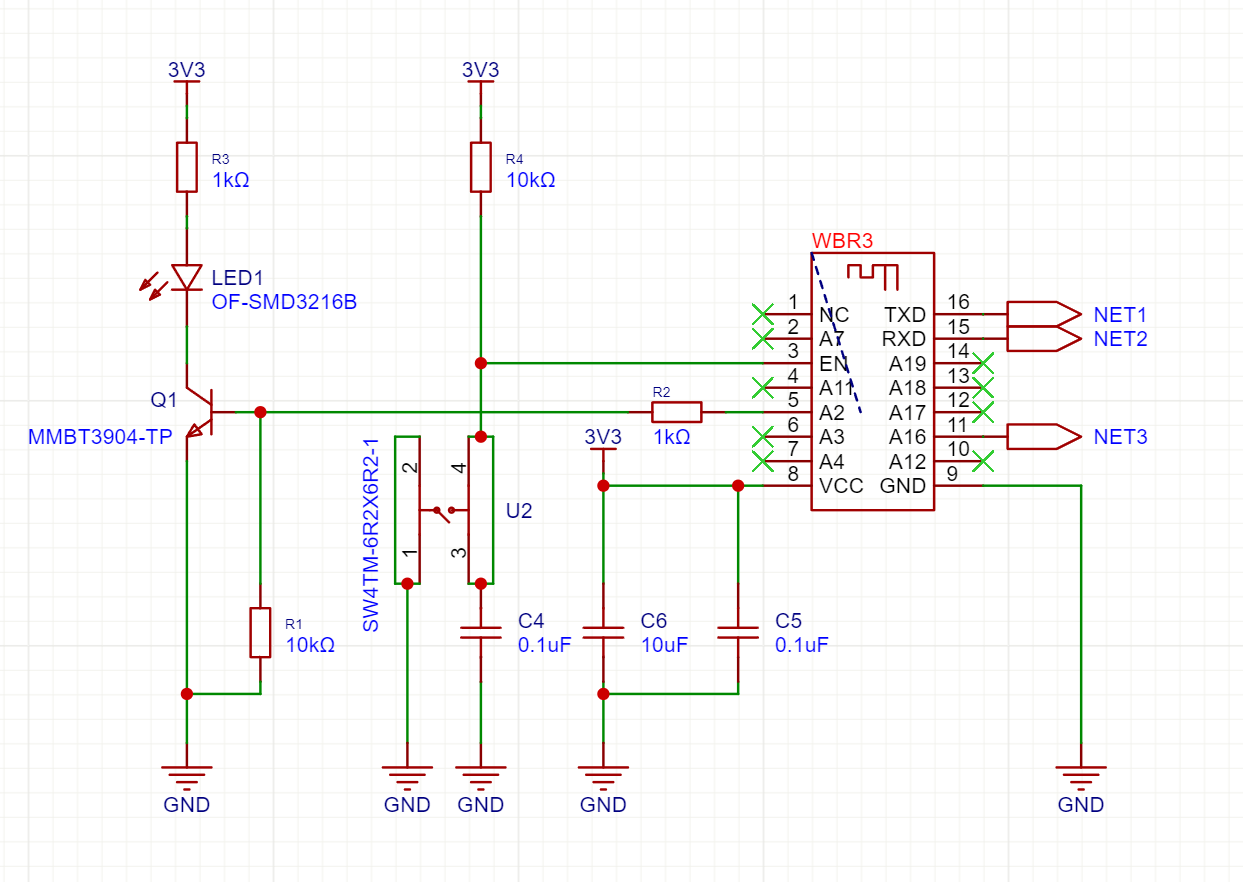 3V3
3V3
R3
1kΩ
R4
10kΩ
LED1
OF-SMD3216B
Q1
MMBT3904-TP
R1
10kΩ
GND
SW4TM-6R2X6R2-1
2
1
4
3
U2
GND
C4
0.1uF
GND
R2
1kΩ
3V3
C6
10uF
C5
0.1uF
GND
WBR3
1 NC TXD 16 NET1
2 A7 RXD 15 NET2
3 EN A19 14
4 A11 A18 13
5 A2 A17 12
6 A3 A16 11 NET3
7 A4 A12 10
8 VCC GND 9
GND